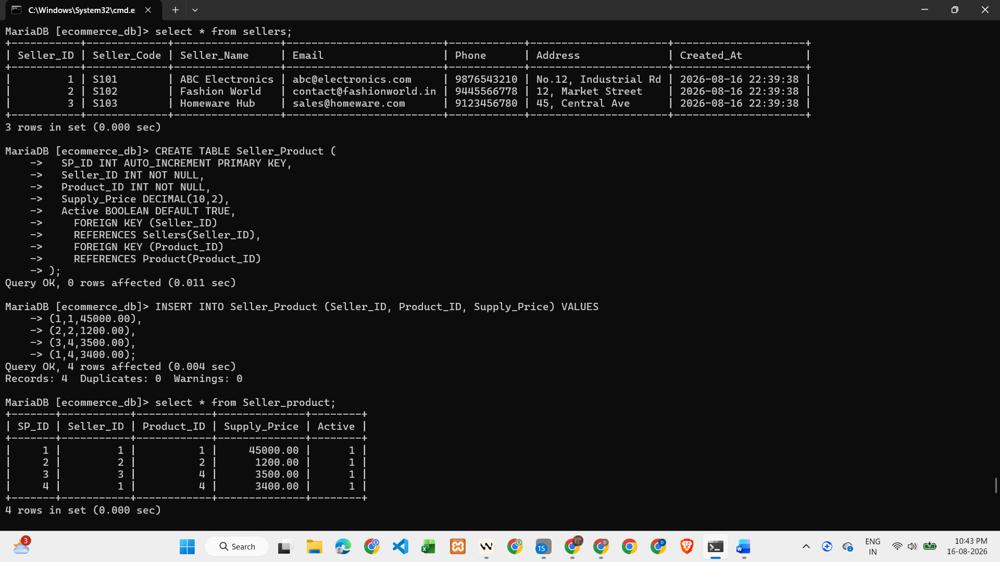 C:\Windows\System32\cmd.e
MariaDB [ecommerce_db]> select * from sellers;
+-----------+-------------+-----------------+--------------------------+------------+----------------------+---------------------+
| Seller_ID | Seller_Code | Seller_Name     | Email                    | Phone      | Address              | Created_At          |
+-----------+-------------+-----------------+--------------------------+------------+----------------------+---------------------+
|         1 | S101        | ABC Electronics | abc@electronics.com      | 9876543210 | No.12, Industrial Rd | 2026-08-16 22:39:38 |
|         2 | S102        | Fashion World   | contact@fashionworld.in | 9445566778 | 12, Market Street    | 2026-08-16 22:39:38 |
|         3 | S103        | Homeware Hub    | sales@homeware.com       | 9123456780 | 45, Central Ave      | 2026-08-16 22:39:38 |
+-----------+-------------+-----------------+--------------------------+------------+----------------------+---------------------+
3 rows in set (0.000 sec)
MariaDB [ecommerce_db]> CREATE TABLE Seller_Product (
    ->   SP_ID INT AUTO_INCREMENT PRIMARY KEY,
    ->   Seller_ID INT NOT NULL,
    ->   Product_ID INT NOT NULL,
    ->   Supply_Price DECIMAL(10,2),
    ->   Active BOOLEAN DEFAULT TRUE,
    ->     FOREIGN KEY (Seller_ID)
    ->     REFERENCES Sellers(Seller_ID),
    ->     FOREIGN KEY (Product_ID)
    ->     REFERENCES Product(Product_ID)
    -> );
Query OK, 0 rows affected (0.011 sec)
MariaDB [ecommerce_db]> INSERT INTO Seller_Product (Seller_ID, Product_ID, Supply_Price) VALUES
    -> (1,1,45000.00),
    -> (2,2,1200.00),
    -> (3,4,3500.00),
    -> (1,4,3400.00);
Query OK, 4 rows affected (0.004 sec)
Records: 4  Duplicates: 0  Warnings: 0
MariaDB [ecommerce_db]> select * from Seller_product;
+-------+-----------+------------+--------------+--------+
| SP_ID | Seller_ID | Product_ID | Supply_Price | Active |
+-------+-----------+------------+--------------+--------+
|     1 |         1 |          1 |     45000.00 |      1 |
|     2 |         2 |          2 |      1200.00 |      1 |
|     3 |         3 |          4 |      3500.00 |      1 |
|     4 |         1 |          4 |      3400.00 |      1 |
+-------+-----------+------------+--------------+--------+
4 rows in set (0.000 sec)
3
Search
15
D
D
ENG
IN
10:43 PM
16-08-2026